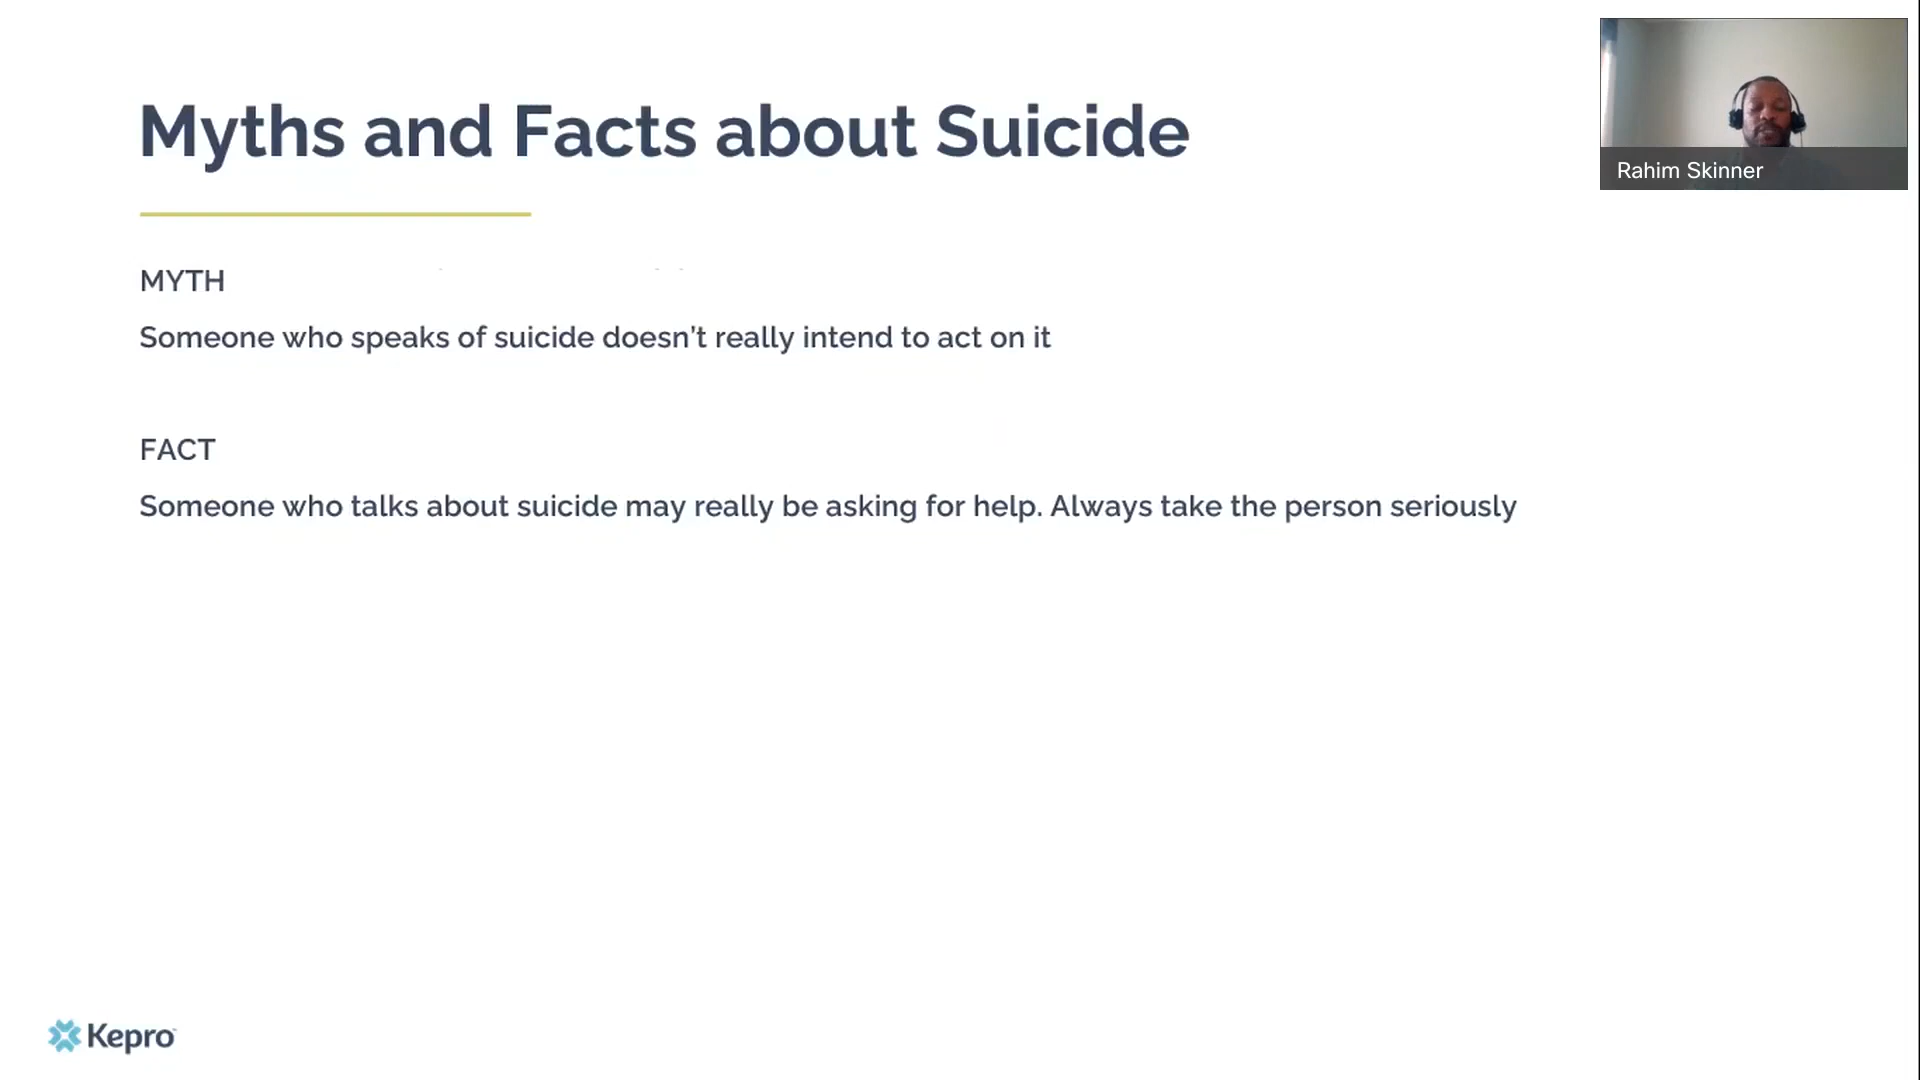 Myths and Facts about Suicide
Rahim Skinner
MYTH
Someone who speaks of suicide doesn’t really intend to act on it
FACT
Someone who talks about suicide may really be asking for help. Always take the person seriously
Kepro